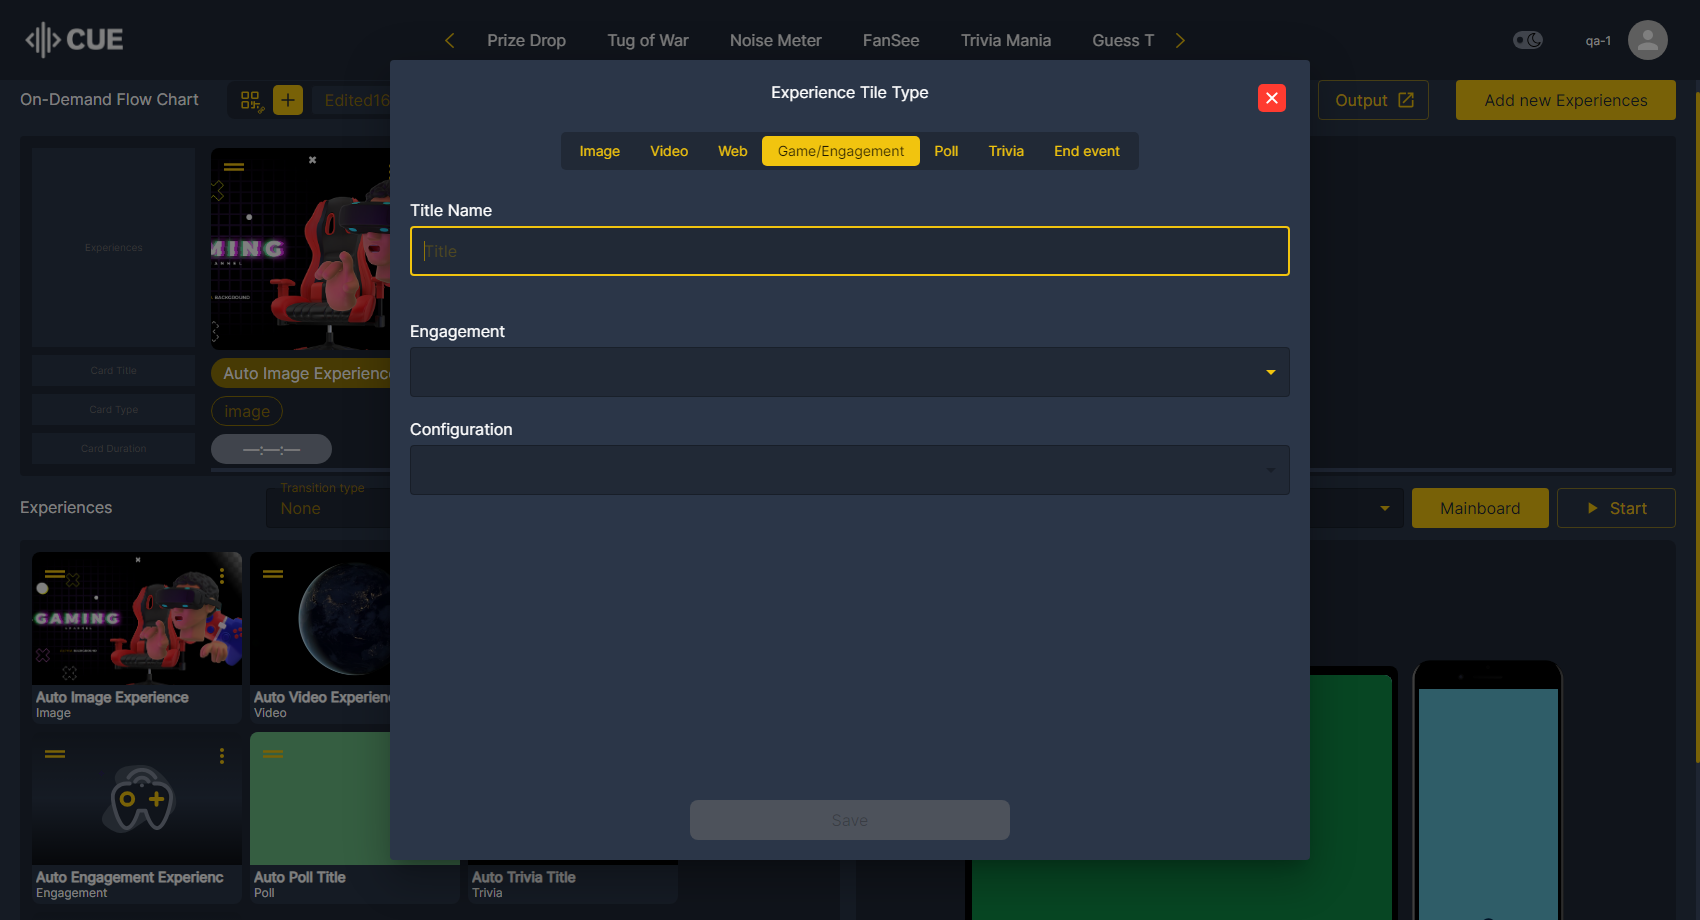 CUE
Prize Drop
Tug of War
Noise Meter
FanSee
Trivia Mania
Guess T
qa-1
On-Demand Flow Chart
Edited16
Output
Add new Experiences
Experience Tile Type
Image
Video
Web
Game/Engagement
Poll
Trivia
End event
Title Name
Title
Engagement
Configuration
Save
Experiences
Card Title
Card Type
Card Duration
MING
BACKGROUND
Auto Image Experienc
image
—:—:—
Experiences
Transition type
None
Mainboard
Start
GAMING
Auto Image Experience
Image
Auto Video Experien
Video
Auto Engagement Experienc
Engagement
Auto Poll Title
Poll
Auto Trivia Title
Trivia